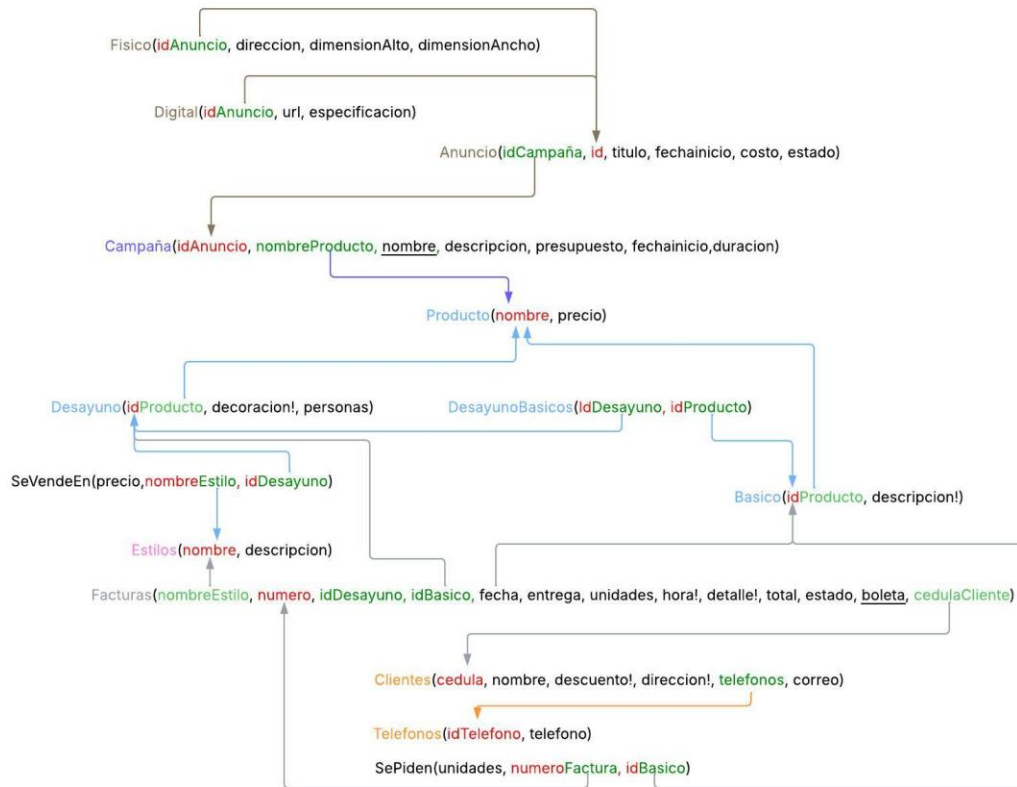 Fisico(idAnuncio, direccion, dimensionAlto, dimensionAncho)
Digital(idAnuncio, url, especificacion)
Anuncio(idCampaña, id, titulo, fechainicio, costo, estado)
Campaña(idAnuncio, nombreProducto, nombre, descripcion, presupuesto, fechainicio,duracion)
Producto(nombre, precio)
Desayuno(idProducto, decoracion!, personas)
DesayunoBasicos(IdDesayuno, idProducto)
SeVendeEn(precio,nombreEstilo, idDesayuno)
Basico(idProducto, descripcion!)
Estilos(nombre, descripcion)
Facturas(nombreEstilo, numero, idDesayuno, idBasico, fecha, entrega, unidades, hora!, detalle!, total, estado, boleta, cedulaCliente)
Clientes(cedula, nombre, descuento!, direccion!, telefonos, correo)
Telefonos(idTelefono, telefono)
SePiden(unidades, numeroFactura, idBasico)